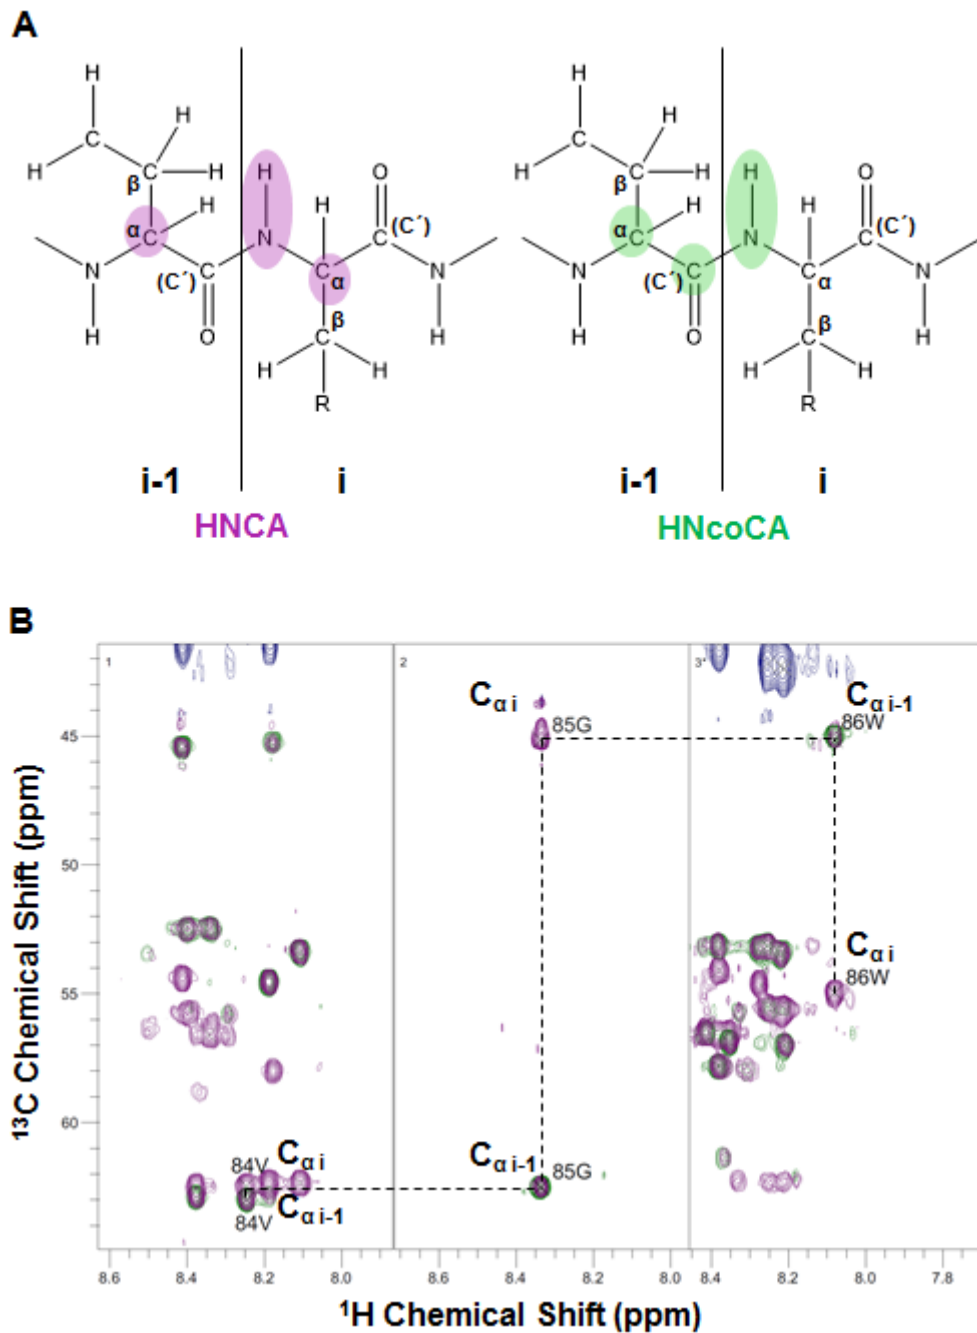 A
H
H
C
H
C
H
β
α
C
H
N
H
C
(C´)
O
H
N
H
C
α
β
C
H
H
R
O
C
(C´)
N
H
i-1
i
HNCA
H
H
C
H
C
H
β
α
C
H
N
H
C
(C´)
O
H
N
H
C
α
β
C
H
H
R
O
C
(C´)
N
H
i-1
i
HNcoCA
B
1
2
3*
Cα i
85G
Cα i-1
86W
Cα i
86W
84V
Cα i
Cα i-1
84V
Cα i-1
85G
45
50
55
60
¹³C Chemical Shift (ppm)
8.6 8.4 8.2 8.0 8.6 8.4 8.2 8.0 8.4 8.2 8.0 7.8
¹H Chemical Shift (ppm)